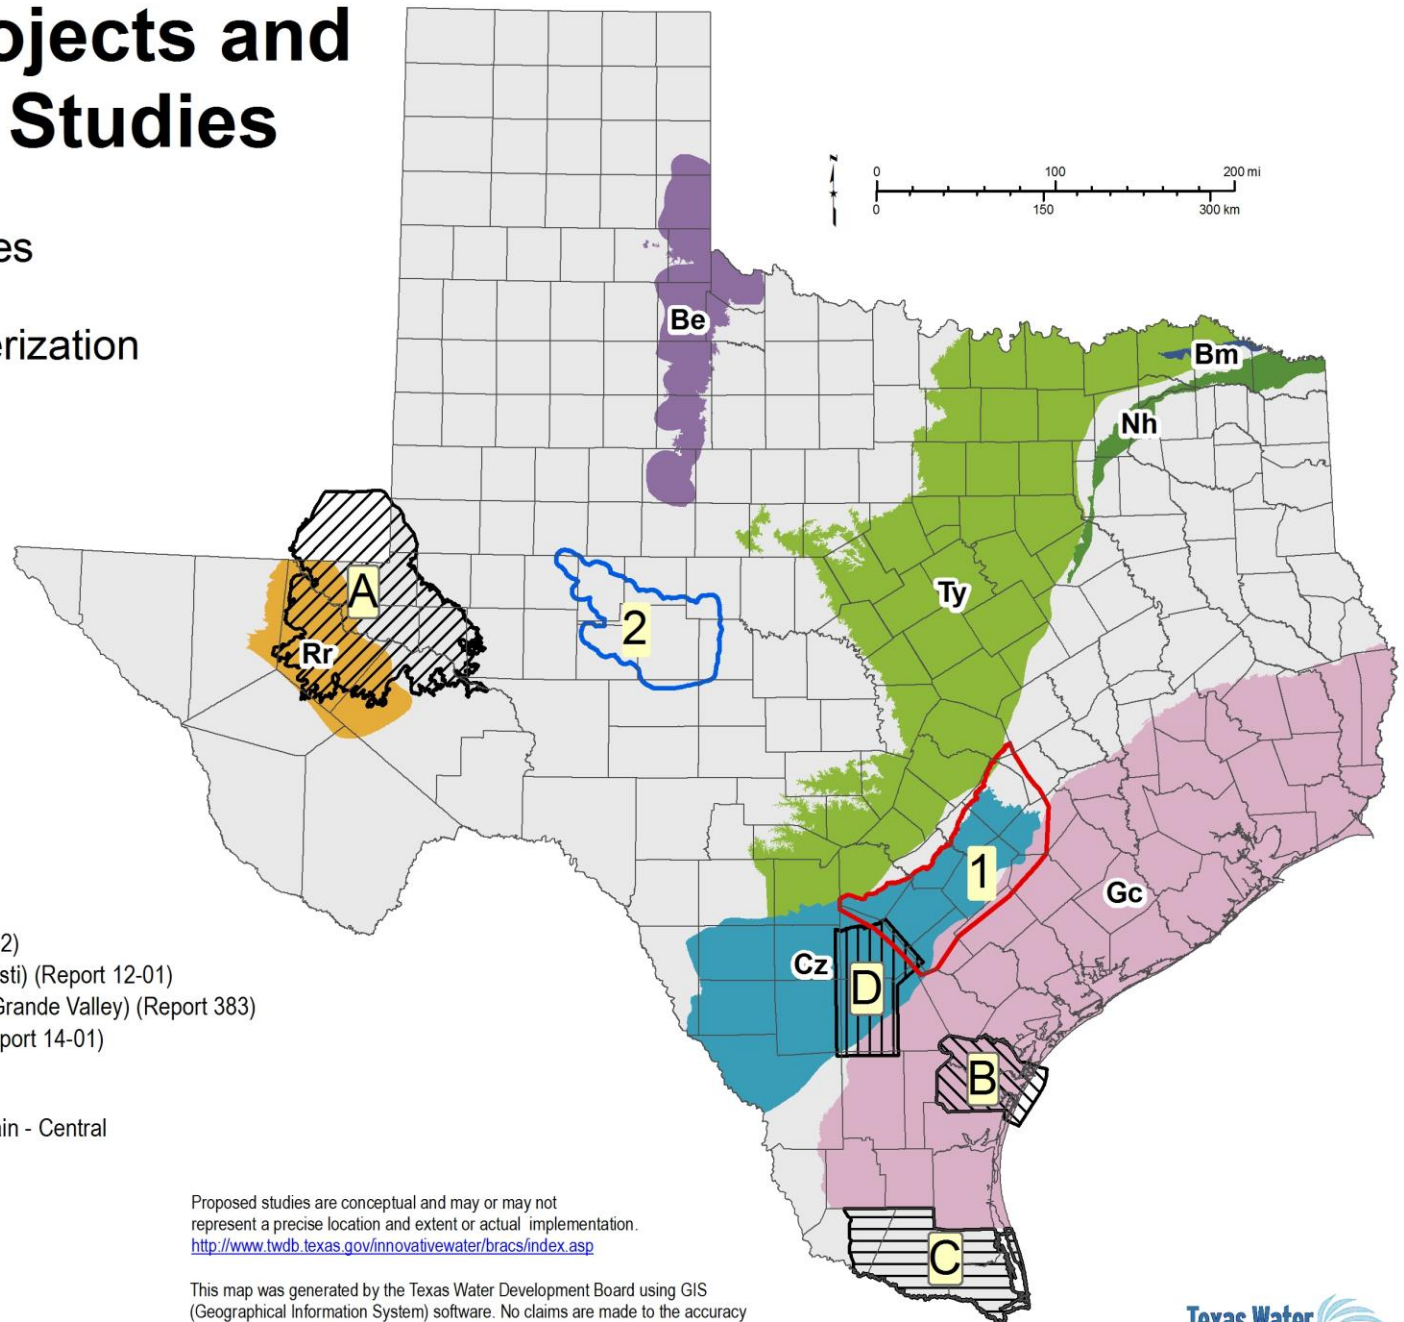 ojects and
Studies
es
erization
N
0 100 200 mi
0 150 300 km
Be
Bm
Nh
A
Rr
2
Ty
1
Gc
Cz
D
B
C
2)
sti) (Report 12-01)
Grande Valley) (Report 383)
port 14-01)
in - Central
Proposed studies are conceptual and may or may not
represent a precise location and extent or actual implementation.
http://www.twdb.texas.gov/innovativewater/bracs/index.asp
This map was generated by the Texas Water Development Board using GIS
(Geographical Information System) software. No claims are made to the accuracy
Texas Water